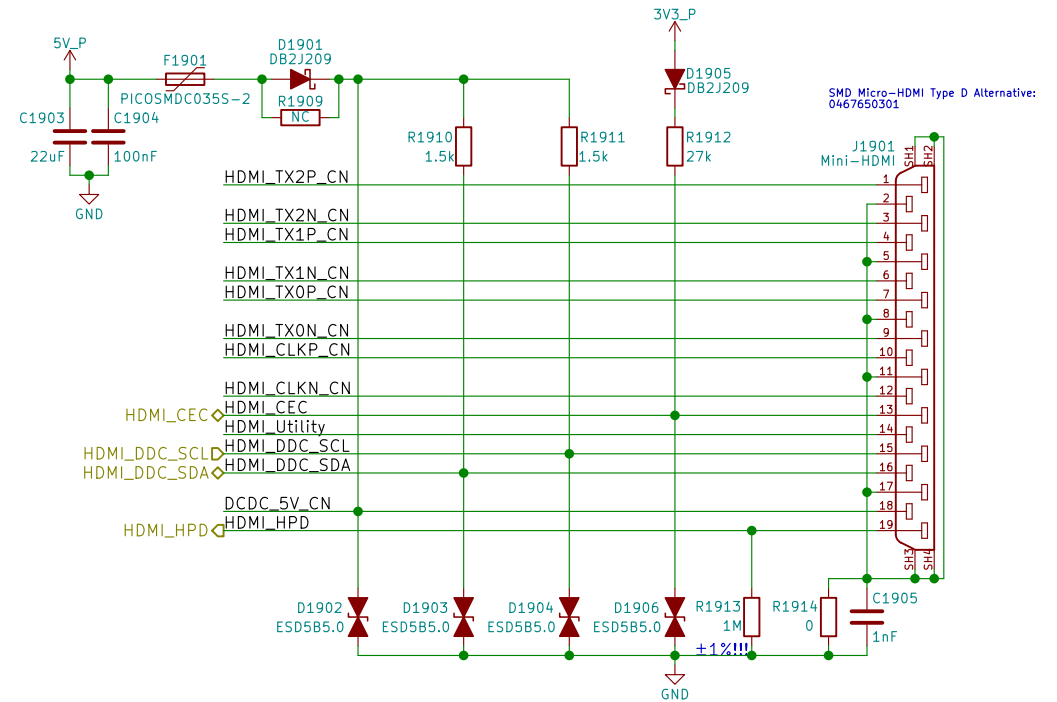 3V3_P
5V_P
D1901
DB2J209
F1901
PICOSMDC035S-2
R1909
NC
D1905
DB2J209
SMD Micro-HDMI Type D Alternative:
0467650301
C1903
22uF
C1904
100nF
GND
R1910
1.5k
R1911
1.5k
R1912
27k
J1901
Mini-HDMI
SH1
SH2
HDMI_TX2P_CN
1
2
HDMI_TX2N_CN
3
HDMI_TX1P_CN
4
5
HDMI_TX1N_CN
6
HDMI_TX0P_CN
7
8
HDMI_TX0N_CN
9
HDMI_CLKP_CN
10
11
HDMI_CLKN_CN
12
HDMI_CEC
HDMI_CEC
13
HDMI_Utility
14
HDMI_DDC_SCL
HDMI_DDC_SCL
15
HDMI_DDC_SDA
HDMI_DDC_SDA
16
17
DCDC_5V_CN
18
HDMI_HPD
HDMI_HPD
19
SH3
SH4
D1902
ESD5B5.0
D1903
ESD5B5.0
D1904
ESD5B5.0
D1906
ESD5B5.0
R1913
1M
±1%!!!
R1914
0
C1905
1nF
GND